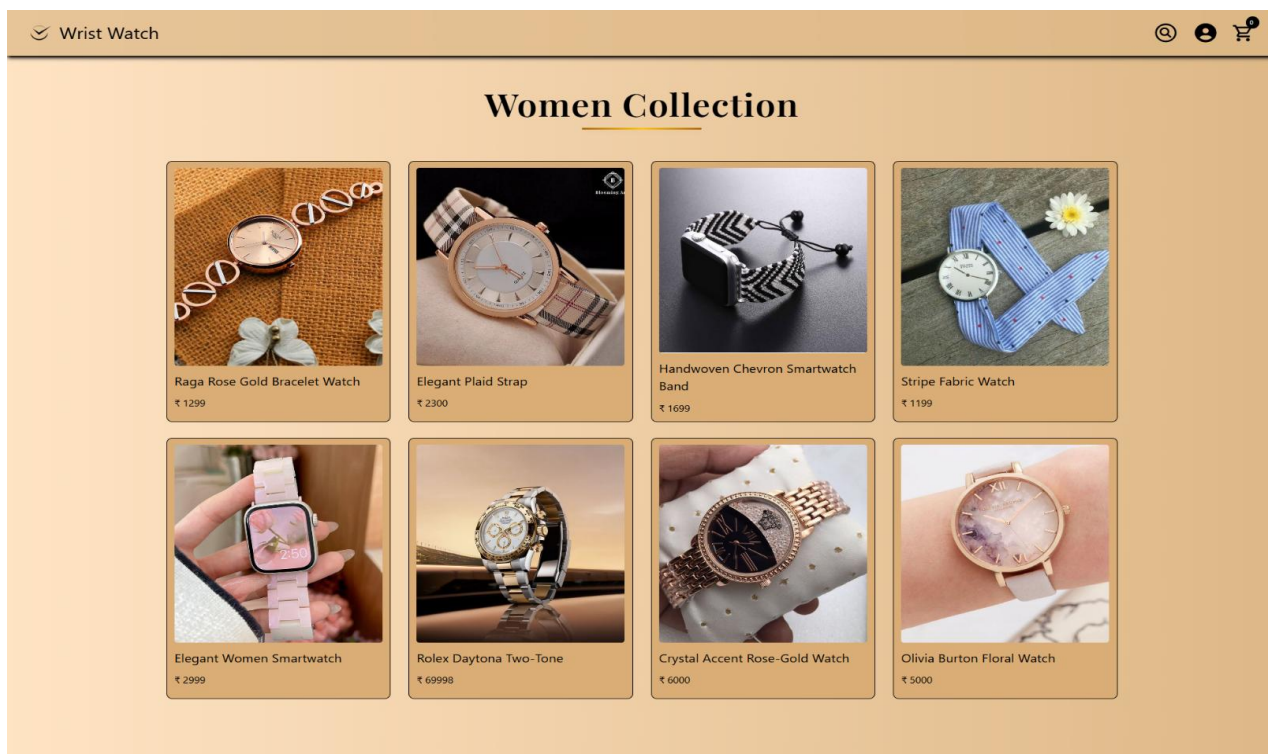 Wrist Watch
0
Women Collection
Raga Rose Gold Bracelet Watch
₹ 1299
Elegant Plaid Strap
₹ 2300
Handwoven Chevron Smartwatch
Band
₹ 1699
Stripe Fabric Watch
₹ 1199
2:50
Elegant Women Smartwatch
₹ 2999
Rolex Daytona Two-Tone
₹ 69998
Crystal Accent Rose-Gold Watch
₹ 6000
Olivia Burton Floral Watch
₹ 5000